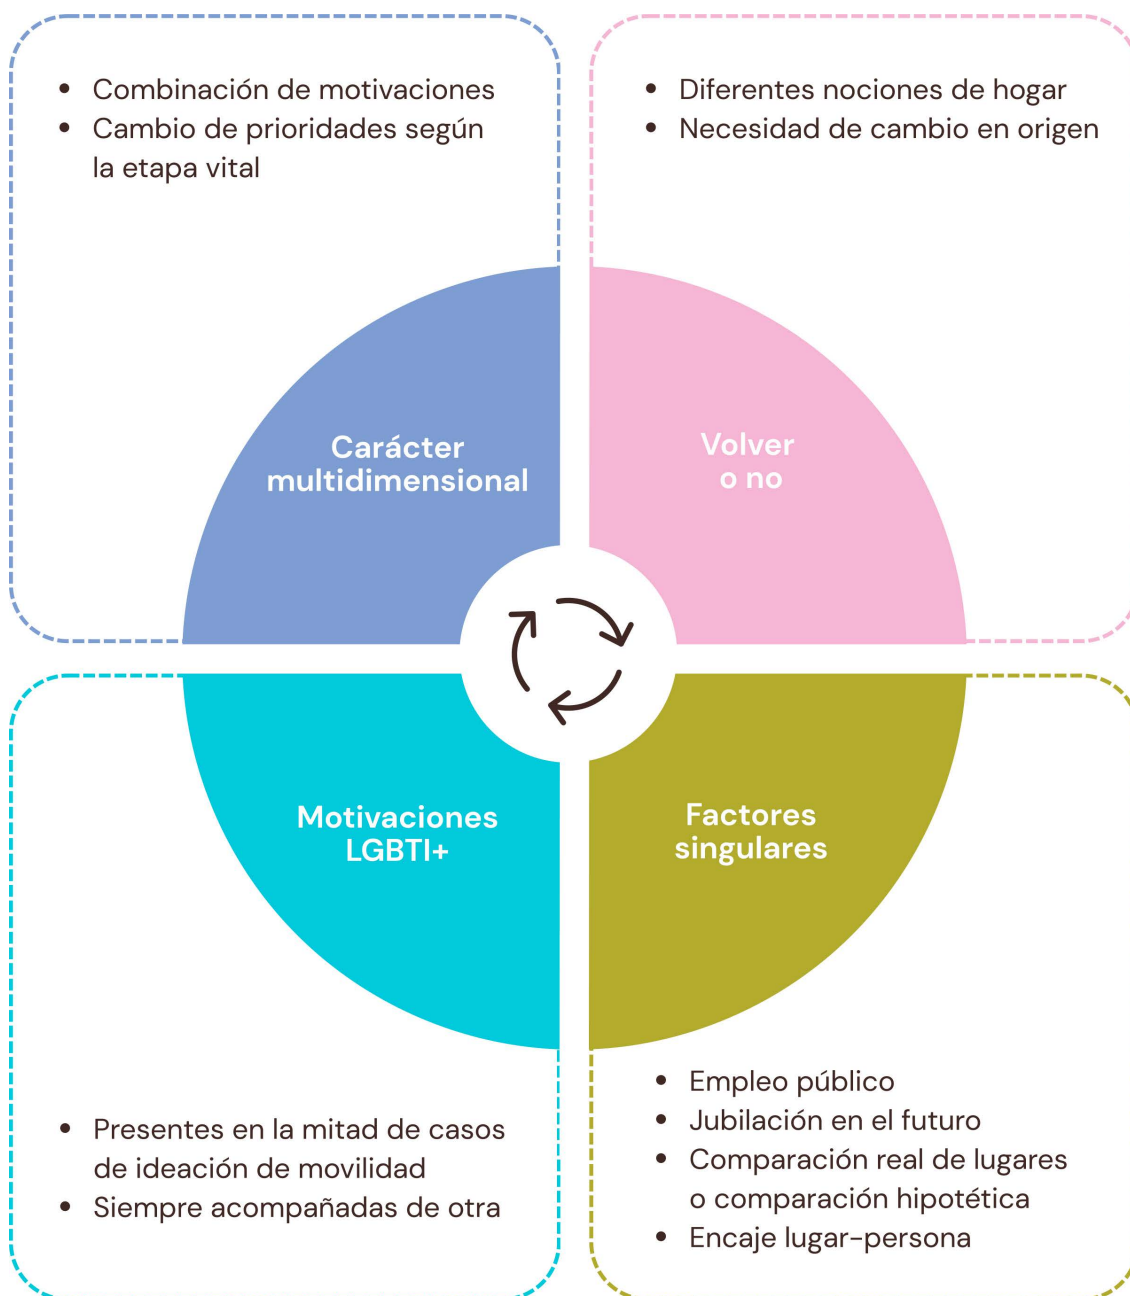 • Combinación de motivaciones
• Cambio de prioridades según
la etapa vital
Carácter
multidimensional
• Diferentes nociones de hogar
• Necesidad de cambio en origen
Volver
o no
Motivaciones
LGBTI+
• Presentes en la mitad de casos
de ideación de movilidad
• Siempre acompañadas de otra
Factores
singulares
• Empleo público
• Jubilación en el futuro
• Comparación real de lugares
o comparación hipotética
• Encaje lugar-persona